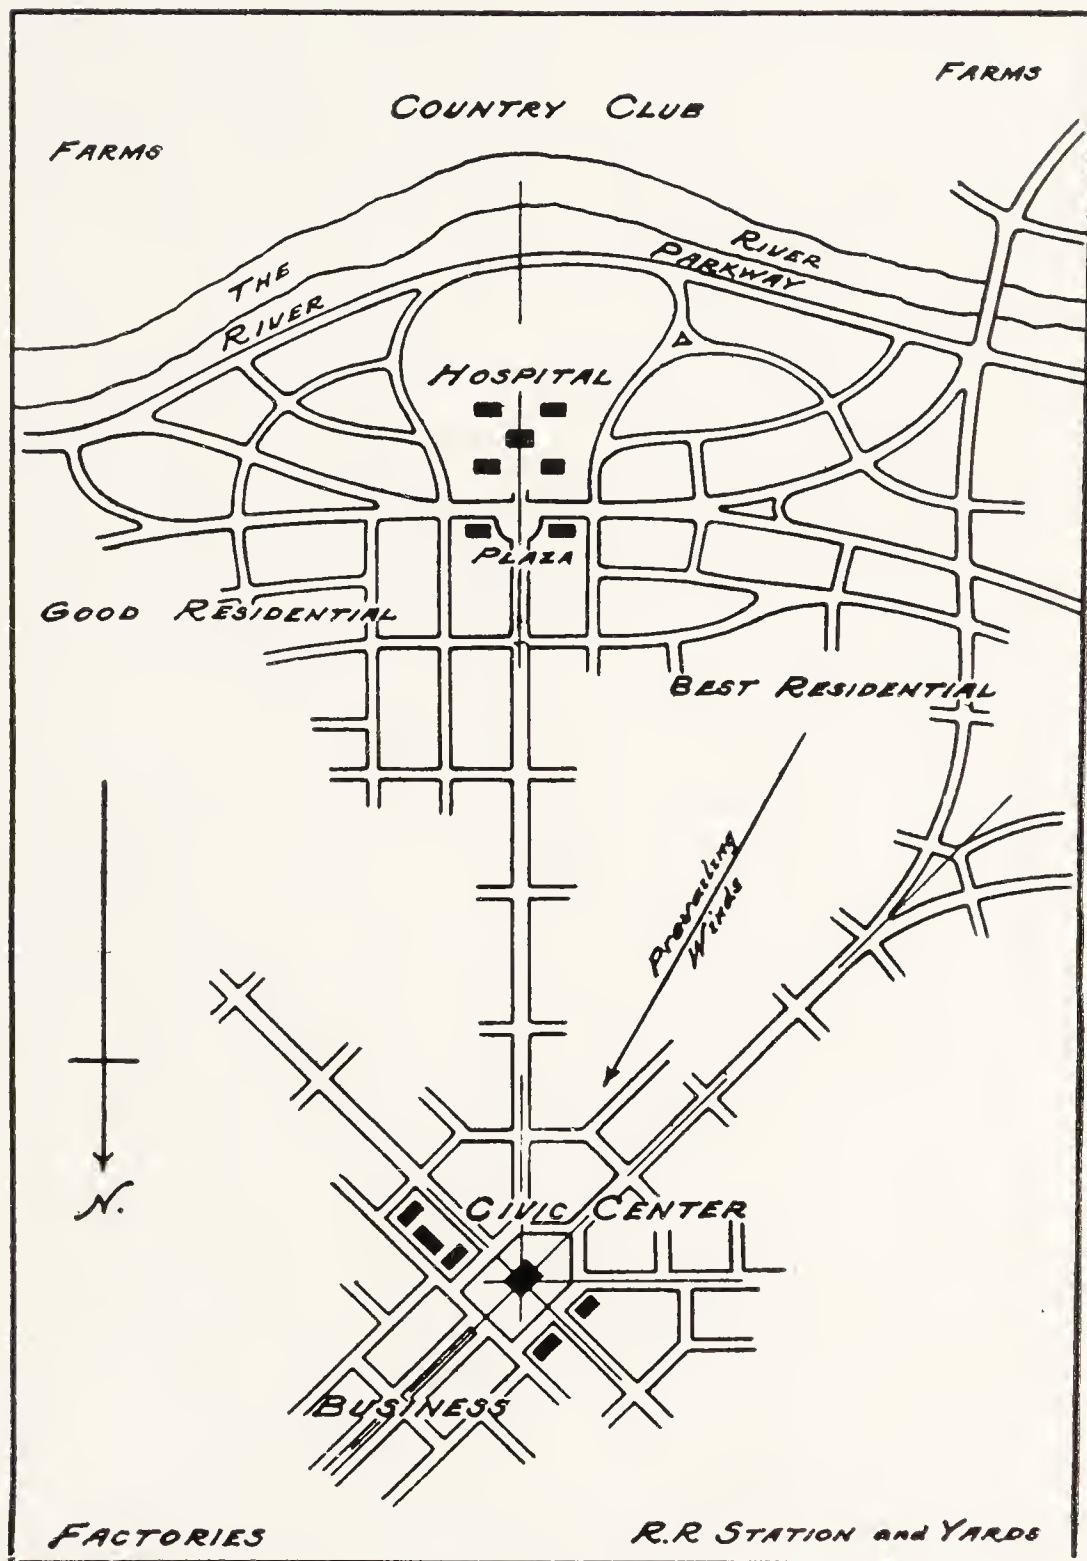 FARMS
COUNTRY CLUB
FARMS
THE RIVER
RIVER PARKWAY
HOSPITAL
PLAZA
GOOD RESIDENTIAL
BEST RESIDENTIAL
Prevailing
Winds
N.
CIVIC CENTER
BUSINESS
FACTORIES
R.R STATION and YARDS